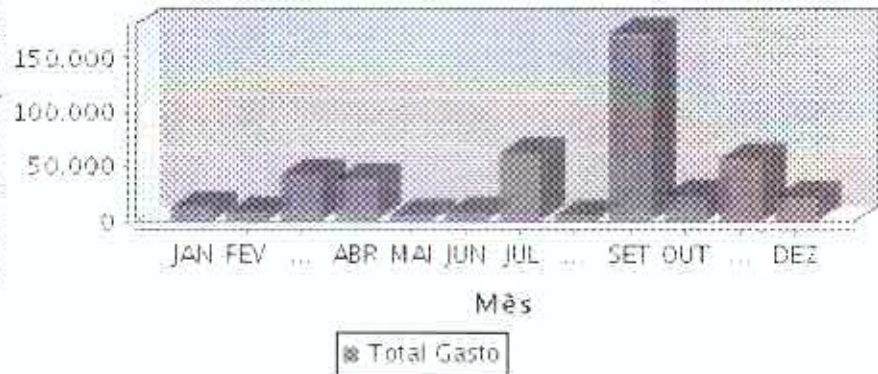 150.000
100.000
50.000
0
JAN FEV ... ABR MAI JUN JUL ... SET OUT ... DEZ
Mês
Total Gasto